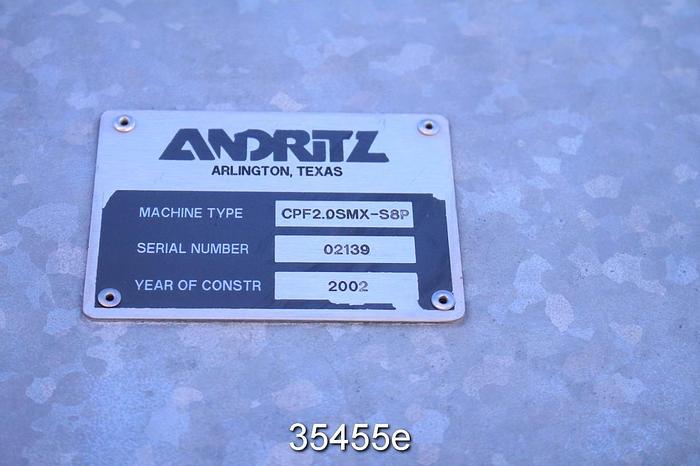 ANDRITZ
ARLINGTON, TEXAS
MACHINE TYPE CPF2.0SMX-S8P
SERIAL NUMBER 02139
YEAR OF CONSTR 2002
35455e